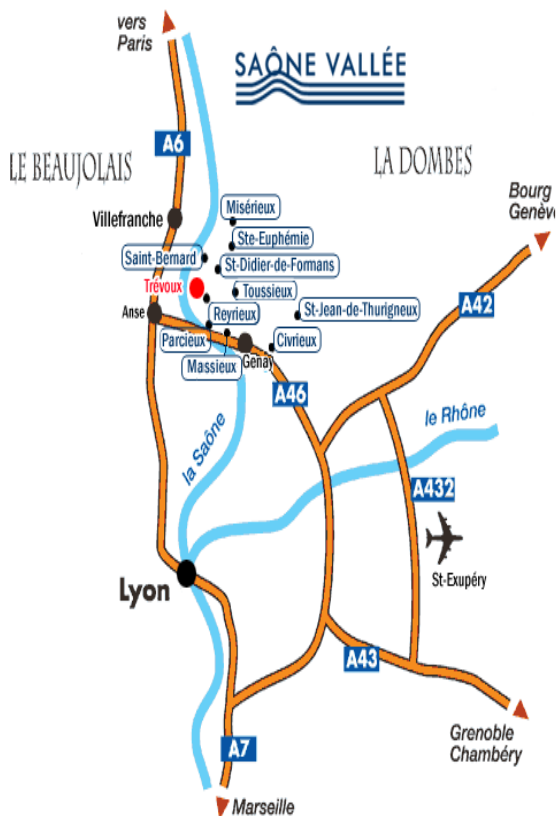 vers
Paris
SAÔNE VALLÉE
A6
LE BEAUJOLAIS
LA DOMBES
Bourg
Genève
Villefranche
Misérieux
Ste-Euphémie
Saint-Bernard
St-Didier-de-Formans
Trévoux
Toussieux
A42
Anse
Reyrieux
St-Jean-de-Thurigneux
Parcieux
Civrieux
Genay
Massieux
A46
la Saône
le Rhône
A432
St-Exupéry
Lyon
A43
A7
Grenoble
Chambéry
Marseille